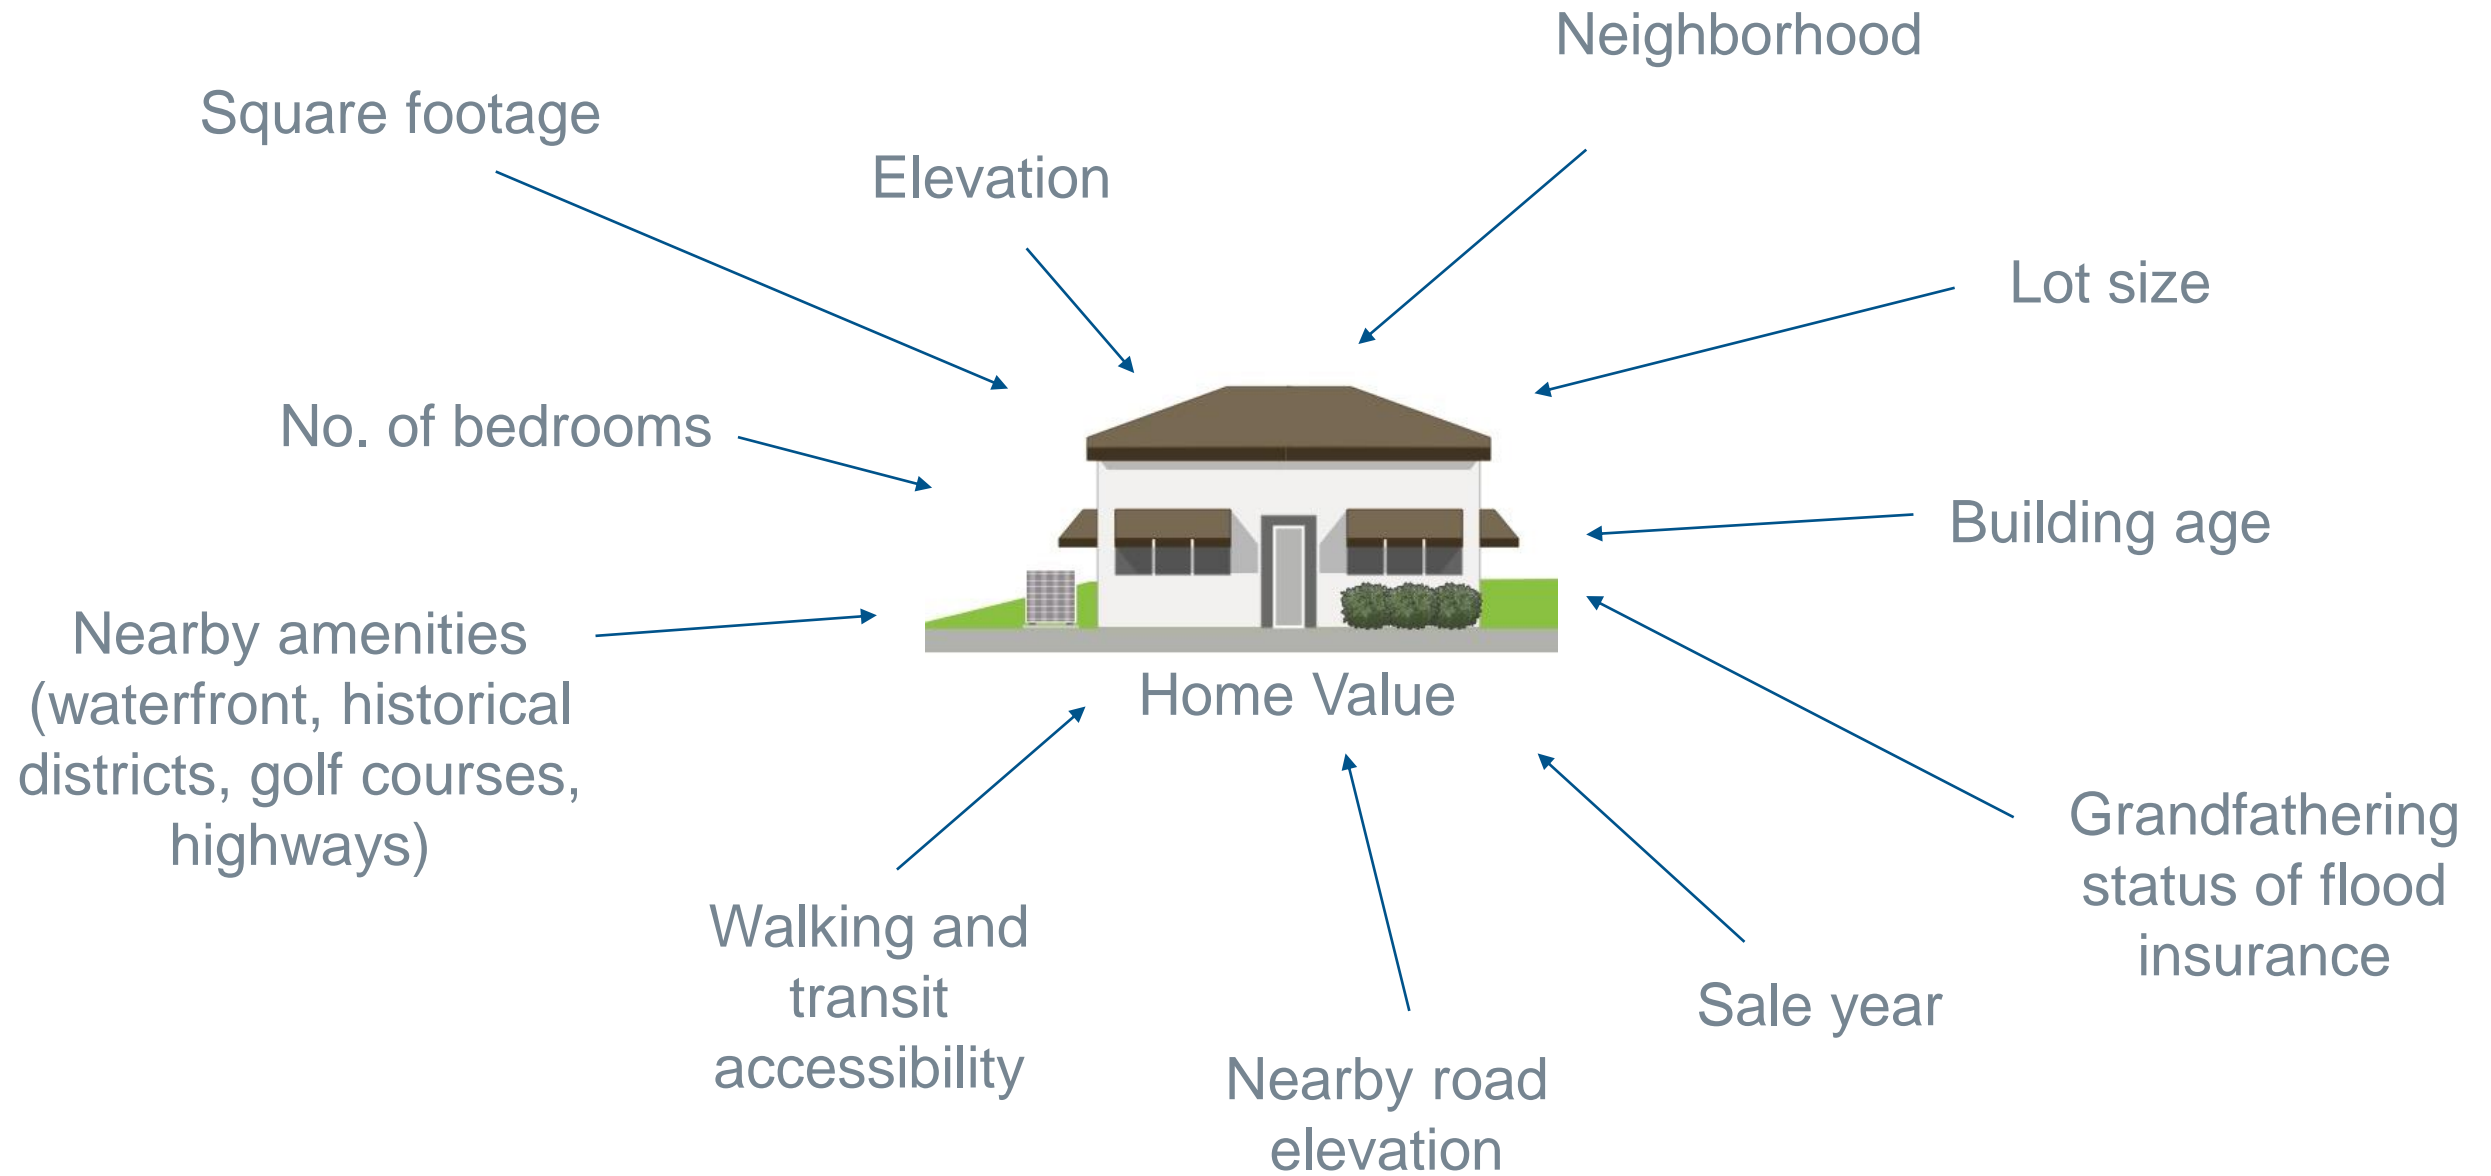 Neighborhood
Square footage
Elevation
Lot size
No. of bedrooms
Building age
Nearby amenities
(waterfront, historical
districts, golf courses,
highways)
Home Value
Grandfathering
status of flood
insurance
Walking and
transit
accessibility
Sale year
Nearby road
elevation